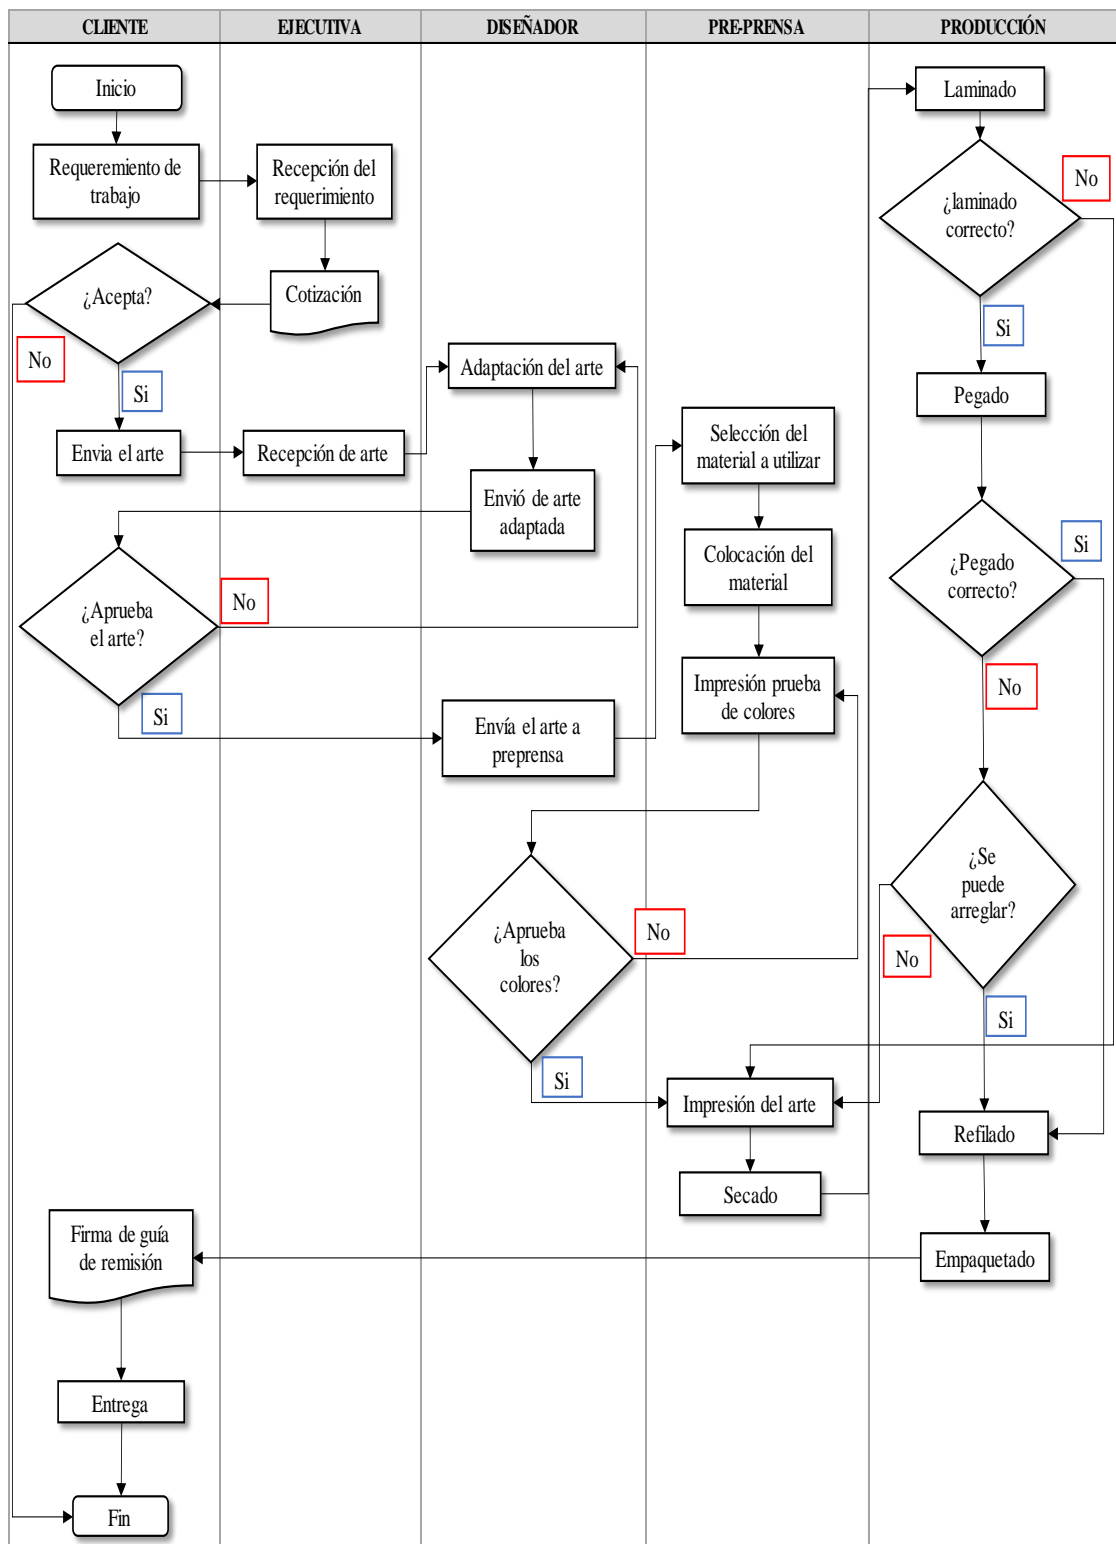 CLIENTE
EJECUTIVA
DISEÑADOR
PRE-PRENSA
PRODUCCIÓN
Inicio
Requeremiento de
trabajo
Recepción del
requerimiento
¿Acepta?
Cotización
No
Si
Envia el arte
Recepción de arte
Adaptación del arte
Envió de arte
adaptada
¿Aprueba
el arte?
No
Si
Envía el arte a
preprensa
Selección del
material a utilizar
Colocación del
material
Impresión prueba
de colores
¿Aprueba
los
colores?
No
Si
Impresión del arte
Secado
Laminado
¿laminado
correcto?
No
Si
Pegado
¿Pegado
correcto?
Si
No
¿Se
puede
arreglar?
No
Si
Refilado
Empaquetado
Firma de guía
de remisión
Entrega
Fin